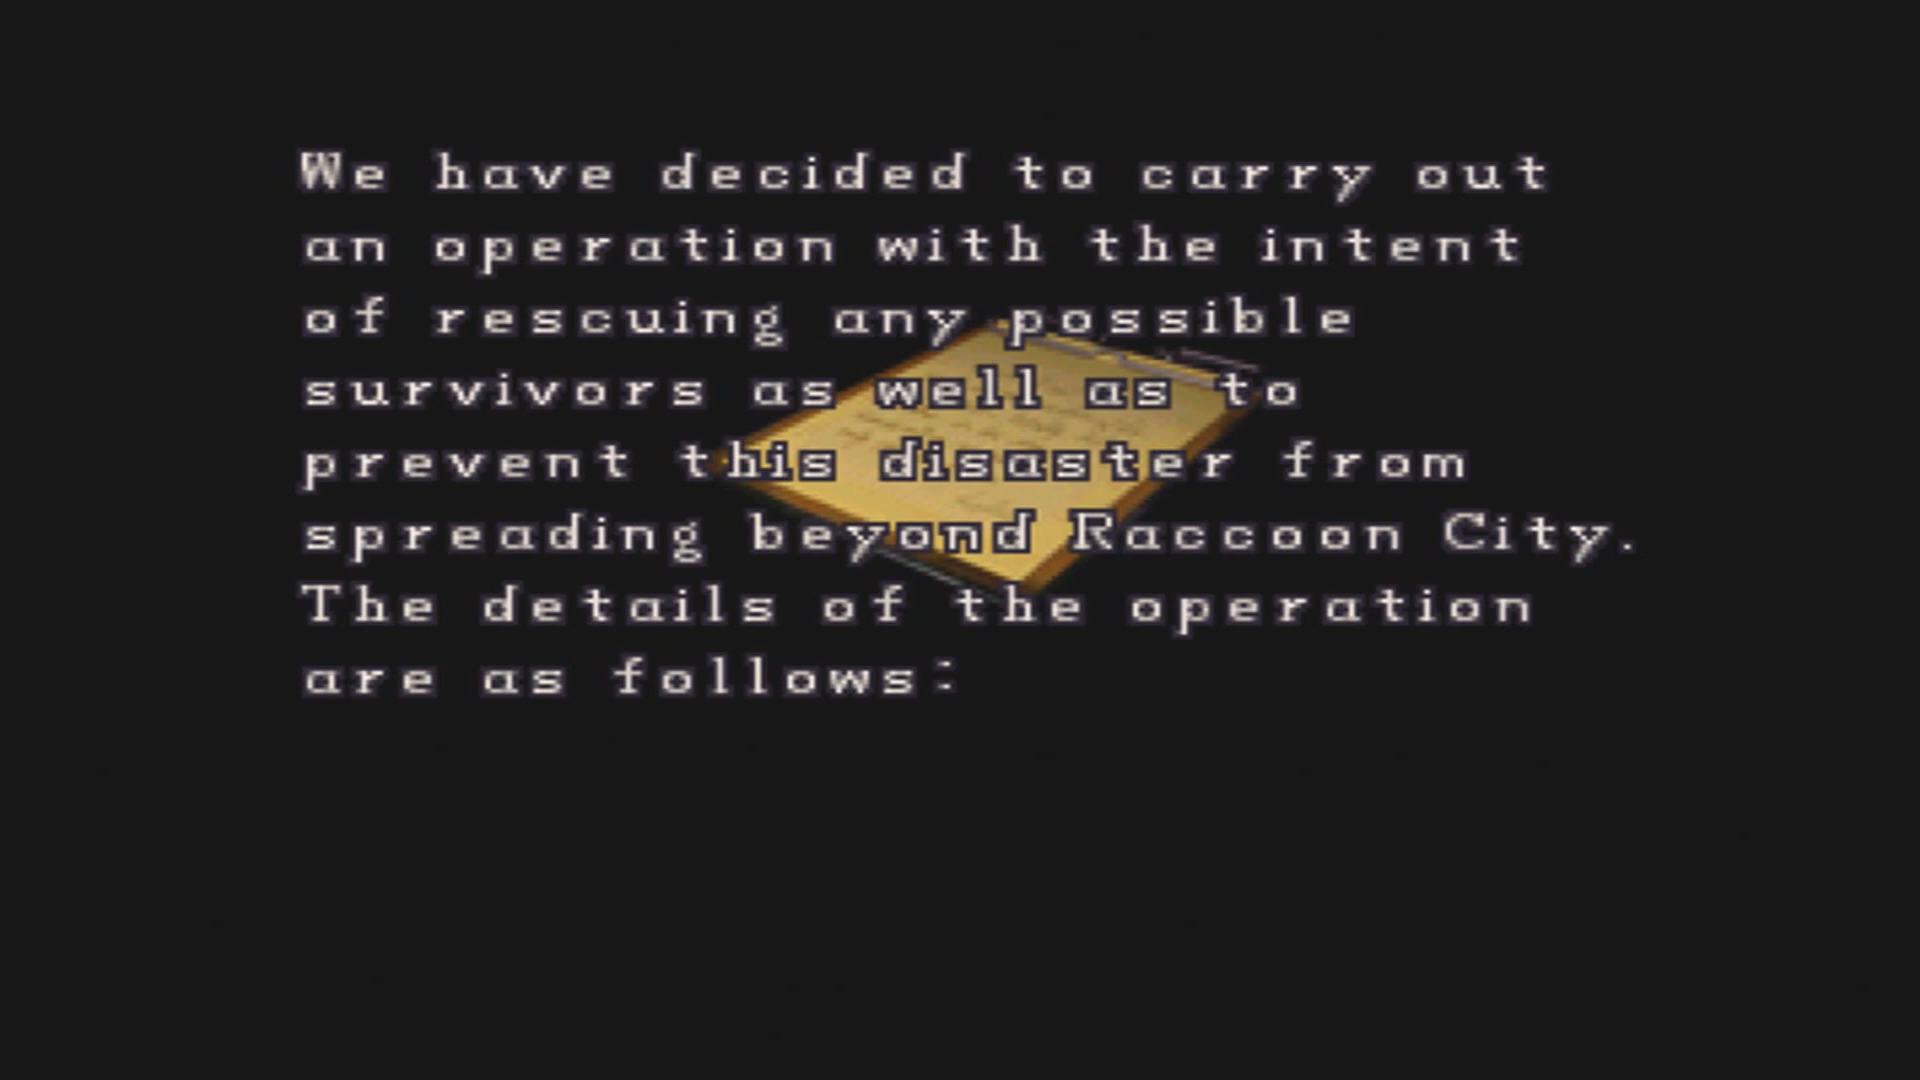 We have decided to carry out
an operation with the intent
of rescuing any possible
survivors as well as to
prevent this disaster from
spreading beyond Raccoon City.
The details of the operation
are as follows: